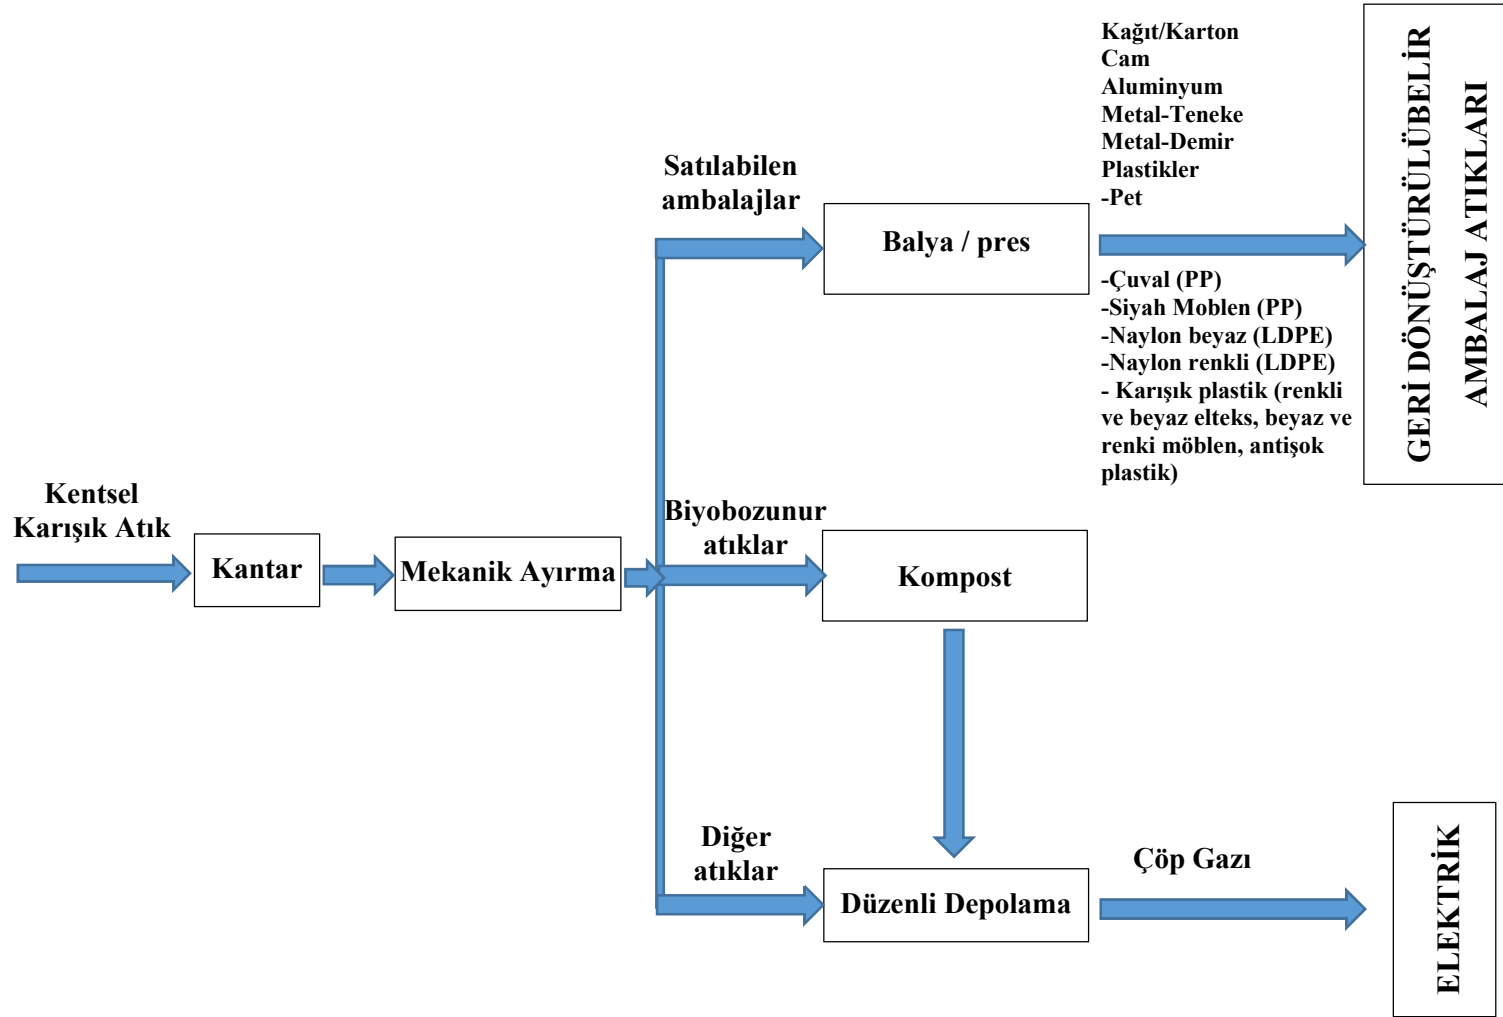 Kağıt/Karton
Cam
Aluminyum
Metal-Teneke
Metal-Demir
Plastikler
-Pet
Satılabilen
ambalajlar
Balya / pres
-Çuval (PP)
-Siyah Moblen (PP)
-Naylon beyaz (LDPE)
-Naylon renkli (LDPE)
- Karışık plastik (renkli
ve beyaz elteks, beyaz ve
renki möblen, antişok
plastik)
GERİ DÖNÜŞTÜRÜLÜBELİR
AMBALAJ ATIKLARI
Kentsel
Karışık Atık
Kantar
Mekanik Ayırma
Biyobozunur
atıklar
Kompost
Diğer
atıklar
Düzenli Depolama
Çöp Gazı
ELEKTRİK